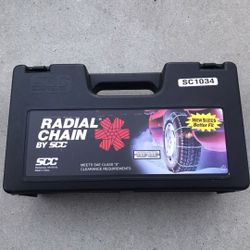 SC1034
RADIAL
CHAIN
BY SCC
NEW SIZES
Better Fit
SCC
MEETS SAE CLASS "S"
CLEARANCE REQUIREMENTS